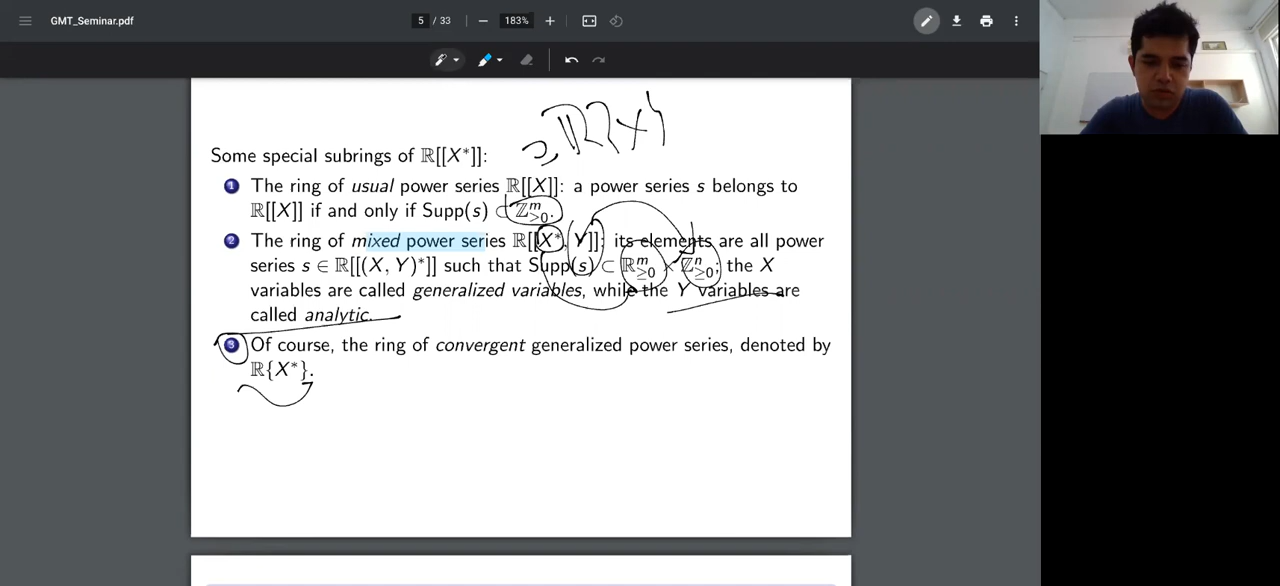 GMT_Seminar.pdf
5 / 33
183%
Some special subrings of ℝ[[X*]]:
1 The ring of usual power series ℝ[[X]]: a power series s belongs to
ℝ[[X]] if and only if Supp(s) ⊂ ℤ^m_{≥0}.
2 The ring of mixed power series ℝ[[X*, Y]]: its elements are all power
series s ∈ ℝ[[(X, Y)*]] such that Supp(s) ⊂ ℝ^m_{≥0} × ℤ^n_{≥0}; the X
variables are called generalized variables, while the Y variables are
called analytic.
3 Of course, the ring of convergent generalized power series, denoted by
ℝ{X*}.